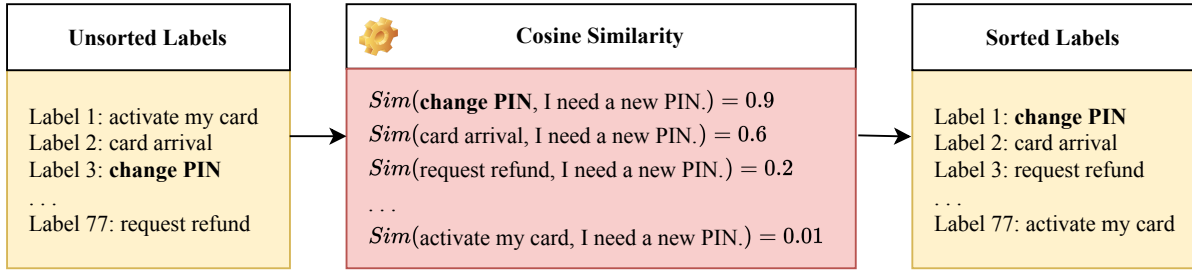 Unsorted Labels
Label 1: activate my card
Label 2: card arrival
Label 3: change PIN
. . .
Label 77: request refund
Cosine Similarity
Sim(change PIN, I need a new PIN.) = 0.9
Sim(card arrival, I need a new PIN.) = 0.6
Sim(request refund, I need a new PIN.) = 0.2
. . .
Sim(activate my card, I need a new PIN.) = 0.01
Sorted Labels
Label 1: change PIN
Label 2: card arrival
Label 3: request refund
. . .
Label 77: activate my card